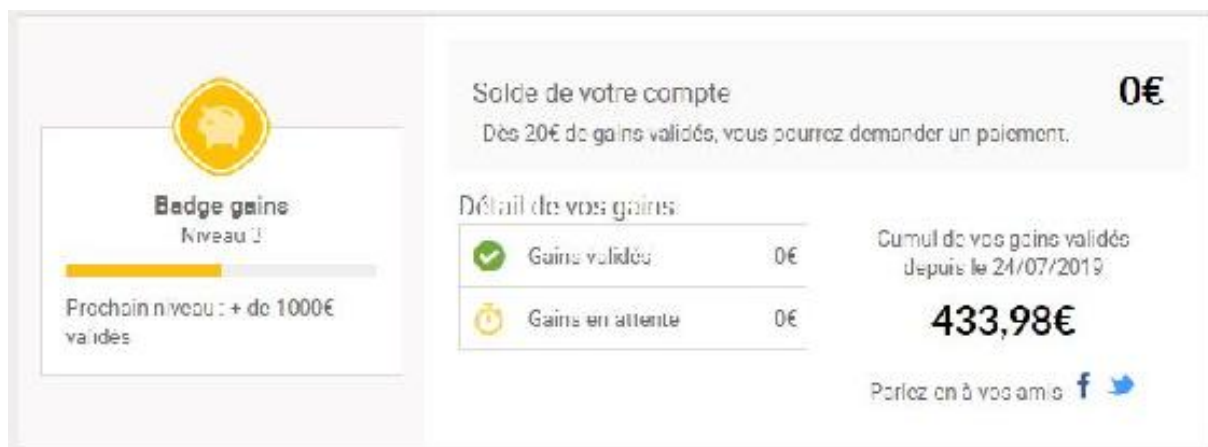 Badge gains
Niveau 3
Prochain niveau : + de 1000€
validés
Solde de votre compte
0€
Dès 20€ de gains validés, vous pourrez demander un paiement.
Détail de vos gains
Gains validés 0€
Gains en attente 0€
Cumul de vos gains validés
depuis le 24/07/2019
433,98€
Parlez en à vos amis